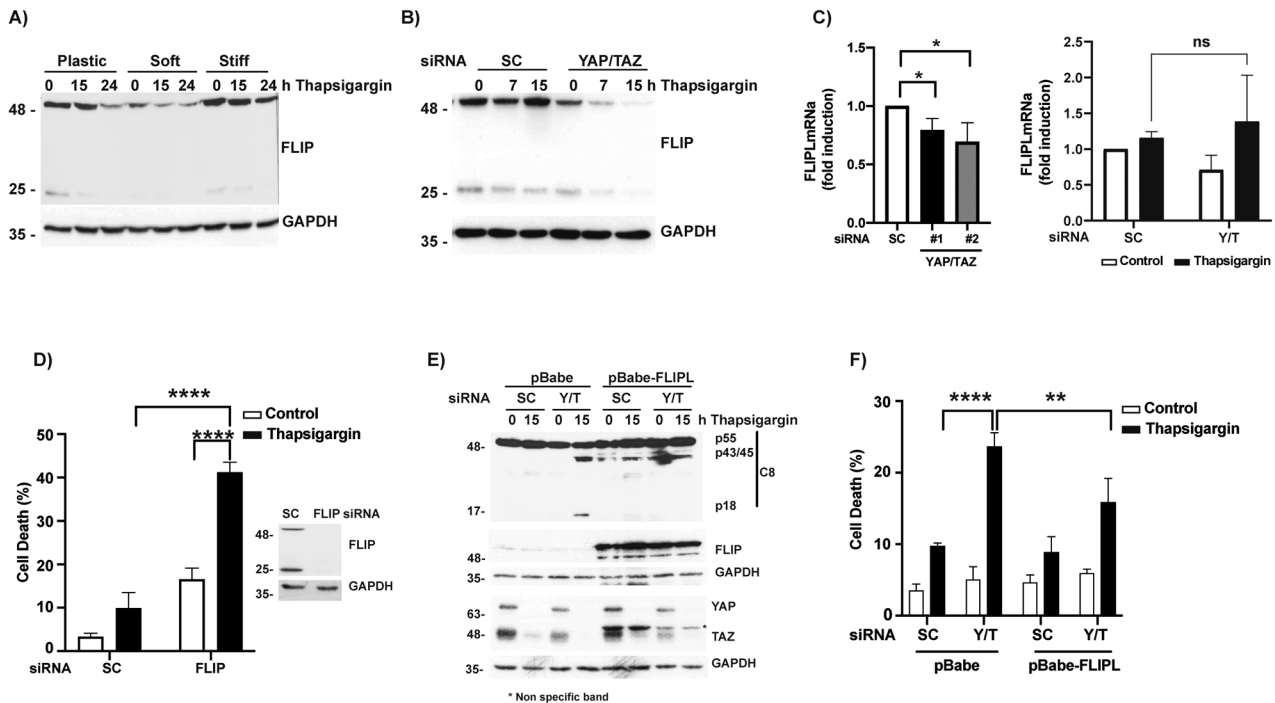 A)
Plastic Soft Stiff
0 15 24 0 15 24 0 15 24 h Thapsigargin
48 -
FLIP
25 -
GAPDH
35 -
B)
siRNA SC YAP/TAZ
0 7 15 0 7 15 h Thapsigargin
48 -
FLIP
25 -
GAPDH
35 -
C)
FLIPLmRNa
(fold induction)
1.5
1.0
0.5
0.0
*
*
siRNA SC #1 #2
YAP/TAZ
FLIPLmRNa
(fold induction)
2.5
2.0
1.5
1.0
0.5
0.0
ns
siRNA SC Y/T
Control Thapsigargin
D)
Cell Death (%)
50
40
30
20
10
0
****
****
Control
Thapsigargin
siRNA SC FLIP
SC FLIP siRNA
48-
FLIP
25-
GAPDH
35-
E)
pBabe pBabe-FLIPL
siRNA SC Y/T SC Y/T
0 15 0 15 0 15 0 15 h Thapsigargin
48-
p55
p43/45
C8
p18
17-
FLIP
48-
GAPDH
35-
YAP
63-
*
TAZ
48-
GAPDH
35-
* Non specific band
F)
Cell Death (%)
30
20
10
0
**** **
Control
Thapsigargin
siRNA SC Y/T SC Y/T
pBabe pBabe-FLIPL